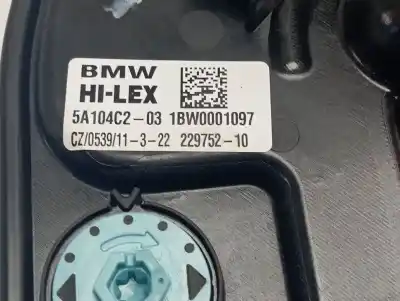 BMW
HI-LEX
5A104C2-03 1BW0001097
CZ/0539/11-3-22 229752-10